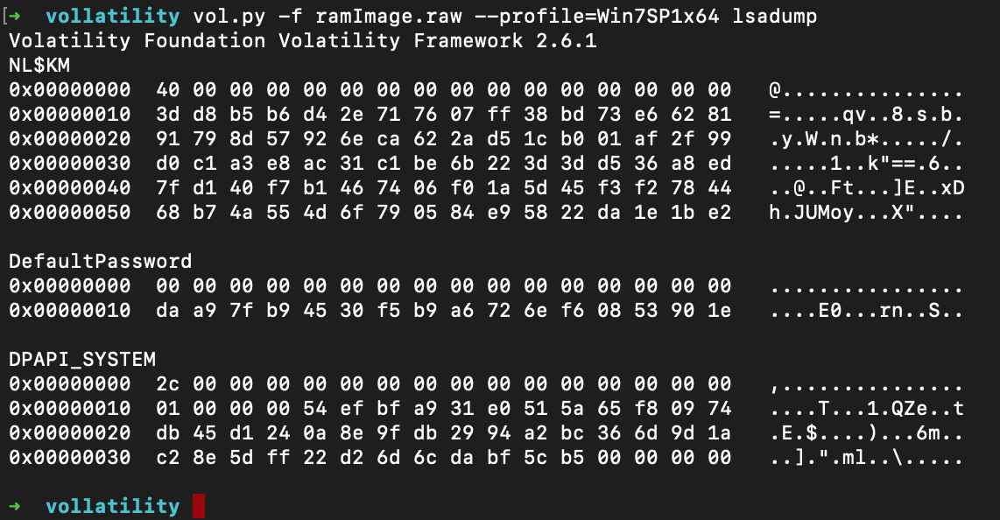 [➜  vollatility vol.py -f ramImage.raw --profile=Win7SP1x64 lsadump
Volatility Foundation Volatility Framework 2.6.1
NL$KM
0x00000000  40 00 00 00 00 00 00 00 00 00 00 00 00 00 00 00   @...............
0x00000010  3d d8 b5 b6 d4 2e 71 76 07 ff 38 bd 73 e6 62 81   =.....qv..8.s.b.
0x00000020  91 79 8d 57 92 6e ca 62 2a d5 1c b0 01 af 2f 99   .y.W.n.b*...../.
0x00000030  d0 c1 a3 e8 ac 31 c1 be 6b 22 3d 3d d5 36 a8 ed   .....1..k"==.6..
0x00000040  7f d1 40 f7 b1 46 74 06 f0 1a 5d 45 f3 f2 78 44   ..@..Ft...]E..xD
0x00000050  68 b7 4a 55 4d 6f 79 05 84 e9 58 22 da 1e 1b e2   h.JUMoy...X"....
DefaultPassword
0x00000000  00 00 00 00 00 00 00 00 00 00 00 00 00 00 00 00   ................
0x00000010  da a9 7f b9 45 30 f5 b9 a6 72 6e f6 08 53 90 1e   ....E0...rn..S..
DPAPI_SYSTEM
0x00000000  2c 00 00 00 00 00 00 00 00 00 00 00 00 00 00 00   ,...............
0x00000010  01 00 00 00 54 ef bf a9 31 e0 51 5a 65 f8 09 74   ....T...1.QZe..t
0x00000020  db 45 d1 24 0a 8e 9f db 29 94 a2 bc 36 6d 9d 1a   .E.$....)...6m..
0x00000030  c2 8e 5d ff 22 d2 6d 6c da bf 5c b5 00 00 00 00   ..].".ml..\.....
➜  vollatility